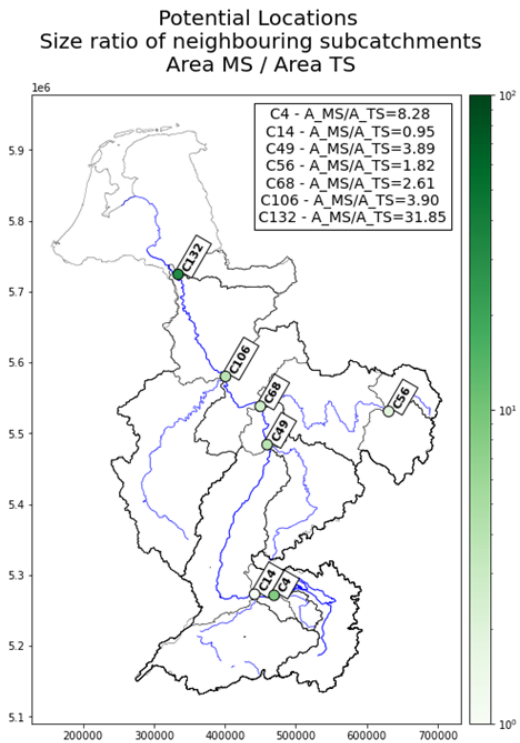 Potential Locations
Size ratio of neighbouring subcatchments
Area MS / Area TS
1e6
C4 - A_MS/A_TS=8.28
C14 - A_MS/A_TS=0.95
C49 - A_MS/A_TS=3.89
C56 - A_MS/A_TS=1.82
C68 - A_MS/A_TS=2.61
C106 - A_MS/A_TS=3.90
C132 - A_MS/A_TS=31.85
10²
5.9
5.8
C132
5.7
5.6
C106
C68
C56
10¹
5.5
C49
5.4
5.3
C14
C4
5.2
5.1
10⁰
200000 300000 400000 500000 600000 700000